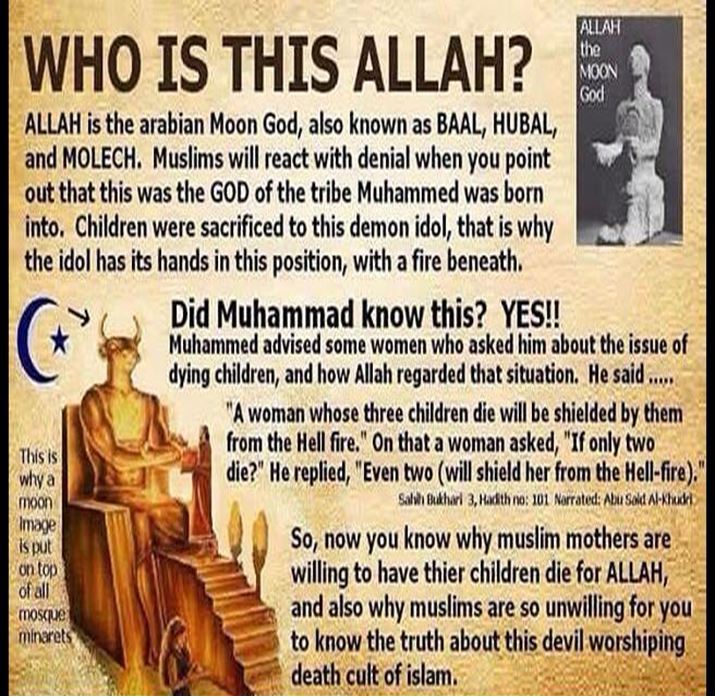 ALLAH
the
MOON
God
WHO IS THIS ALLAH?
ALLAH is the arabian Moon God, also known as BAAL, HUBAL,
and MOLECH. Muslims will react with denial when you point
out that this was the GOD of the tribe Muhammed was born
into. Children were sacrificed to this demon idol, that is why
the idol has its hands in this position, with a fire beneath.
Did Muhammad know this? YES!!
Muhammed advised some women who asked him about the issue of
dying children, and how Allah regarded that situation. He said .....
"A woman whose three children die will be shielded by them
from the Hell fire." On that a woman asked, "If only two
die?" He replied, "Even two (will shield her from the Hell-fire)."
Sahih Bukhari 3, Hadith no: 101 Narrated: Abu Said Al-Khudri
This is
why a
moon
image
is put
on top
of all
mosque
minarets
So, now you know why muslim mothers are
willing to have thier children die for ALLAH,
and also why muslims are so unwilling for you
to know the truth about this devil worshiping
death cult of islam.